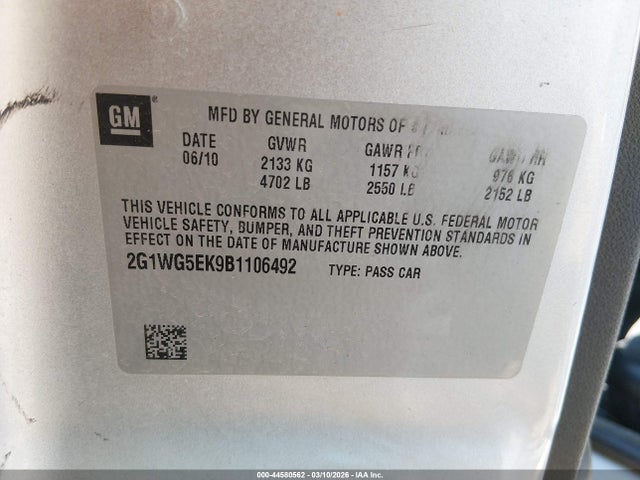 GM
MFD BY GENERAL MOTORS OF
DATE GVWR GAWR GAWR RR
06/10 2133 KG 1157 KG 976 KG
4702 LB 2550 LB 2152 LB
THIS VEHICLE CONFORMS TO ALL APPLICABLE U.S. FEDERAL MOTOR
VEHICLE SAFETY, BUMPER, AND THEFT PREVENTION STANDARDS IN
EFFECT ON THE DATE OF MANUFACTURE SHOWN ABOVE.
2G1WG5EK9B1106492 TYPE: PASS CAR
000-44580562 — 03/10/2026 — IAA Inc.